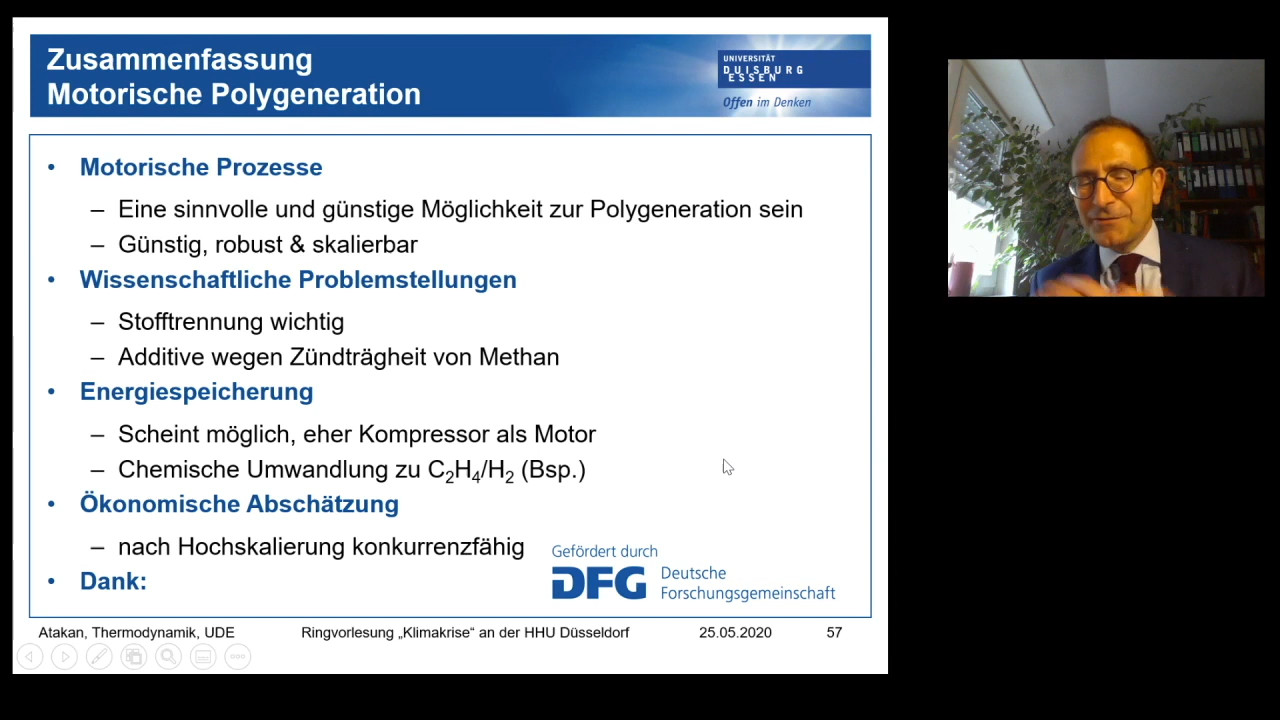 Zusammenfassung
Motorische Polygeneration
UNIVERSITÄT
DUISBURG
ESSEN
Offen im Denken
• Motorische Prozesse
– Eine sinnvolle und günstige Möglichkeit zur Polygeneration sein
– Günstig, robust & skalierbar
• Wissenschaftliche Problemstellungen
– Stofftrennung wichtig
– Additive wegen Zündträgheit von Methan
• Energiespeicherung
– Scheint möglich, eher Kompressor als Motor
– Chemische Umwandlung zu C₂H₄/H₂ (Bsp.)
• Ökonomische Abschätzung
– nach Hochskalierung konkurrenzfähig
• Dank:
Gefördert durch
DFG Deutsche
Forschungsgemeinschaft
Atakan, Thermodynamik, UDE Ringvorlesung „Klimakrise“ an der HHU Düsseldorf 25.05.2020 57